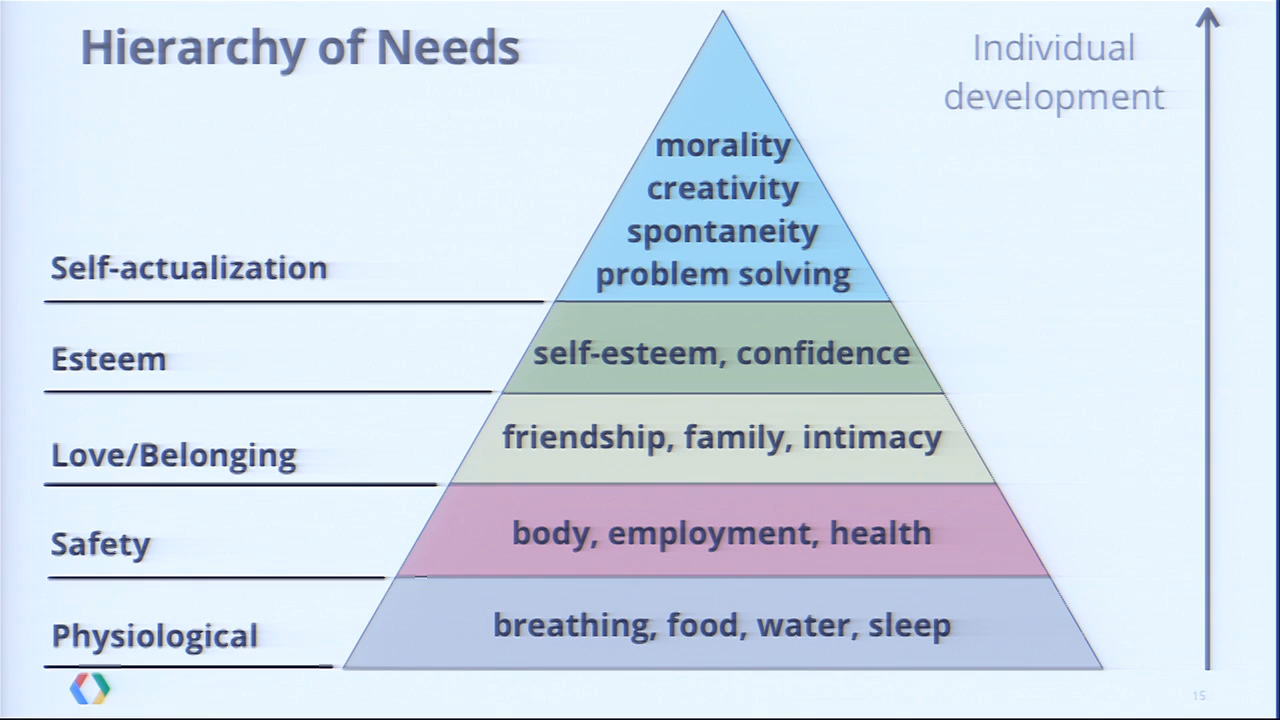 Hierarchy of Needs
Individual
development
morality
creativity
spontaneity
problem solving
Self-actualization
self-esteem, confidence
Esteem
friendship, family, intimacy
Love/Belonging
body, employment, health
Safety
breathing, food, water, sleep
Physiological
15